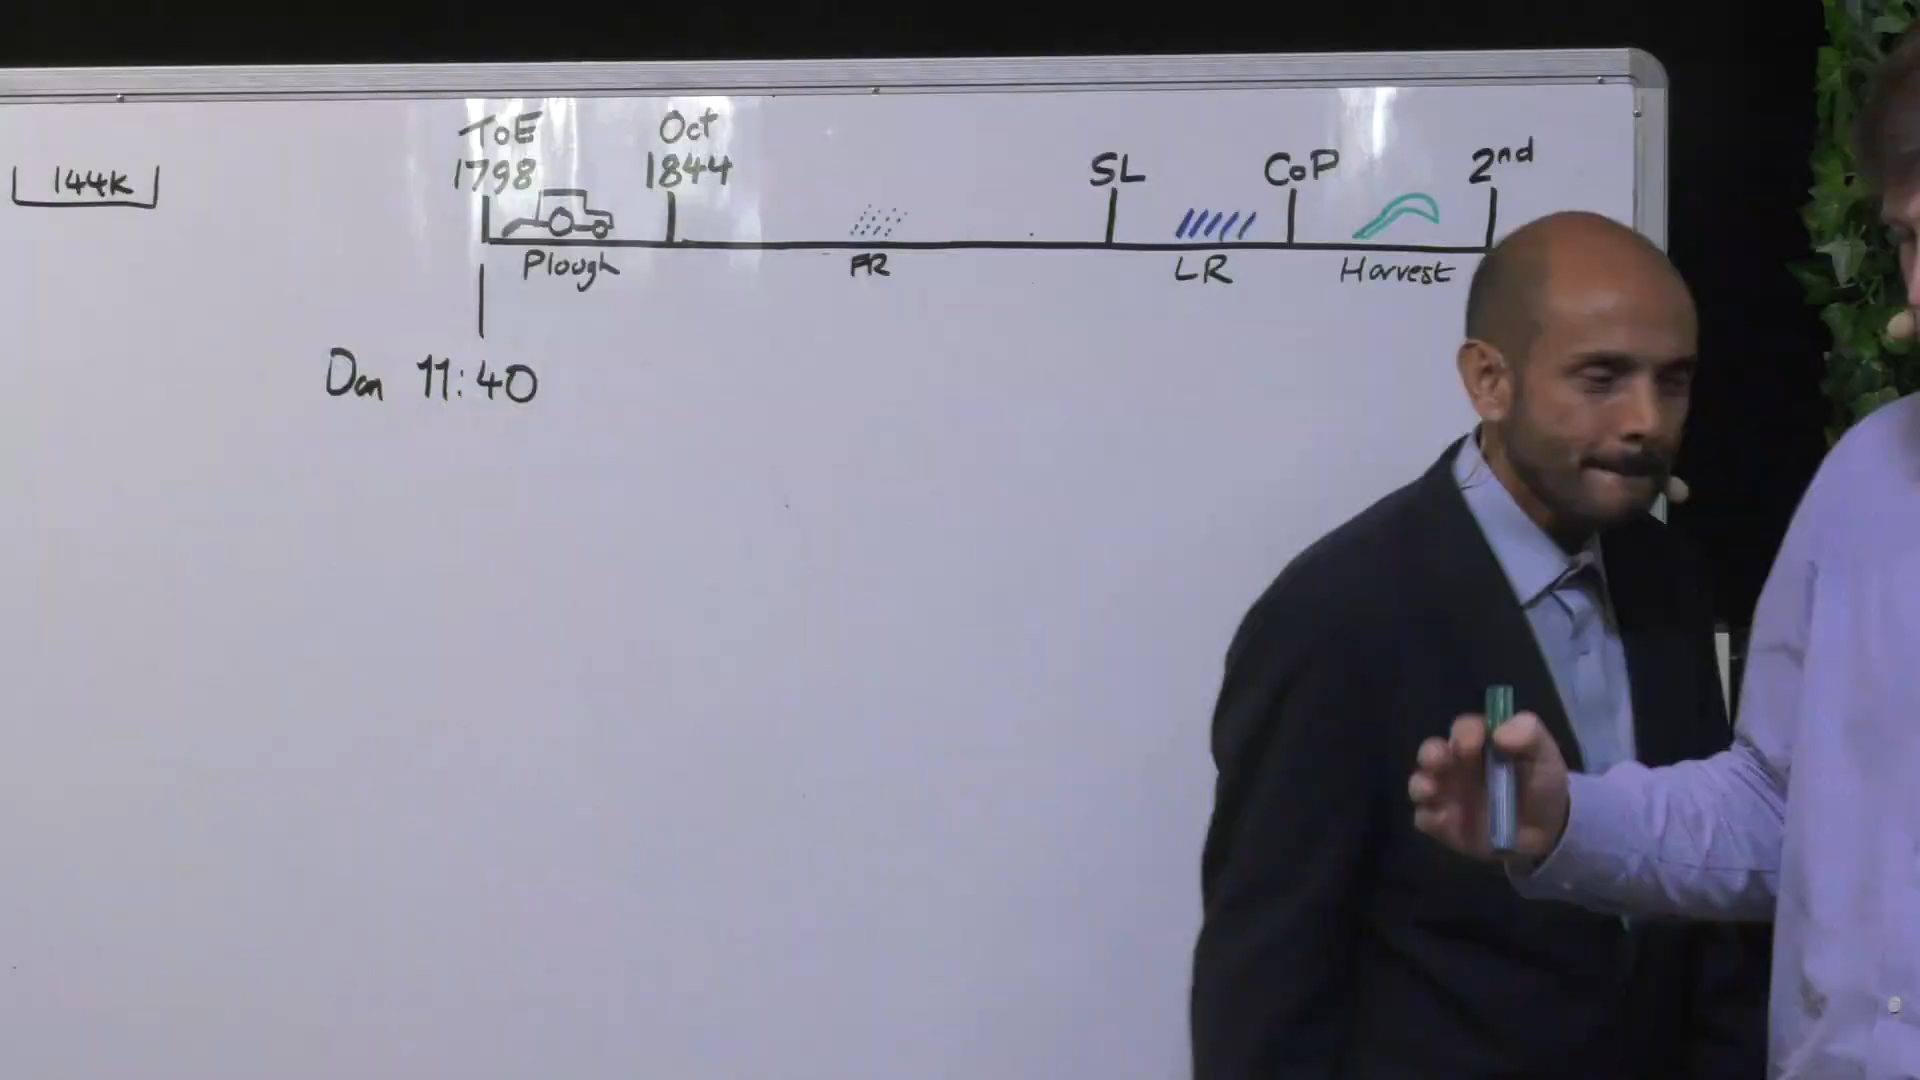 144K
ToE
1798
Oct
1844
SL
CoP
2nd
Plough
FR
LR
Harvest
Dan 11:40